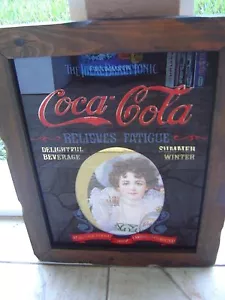 THE IDEAL BRAIN TONIC
Coca-Cola
RELIEVES FATIGUE
DELIGHTFUL SUMMER
BEVERAGE WINTER